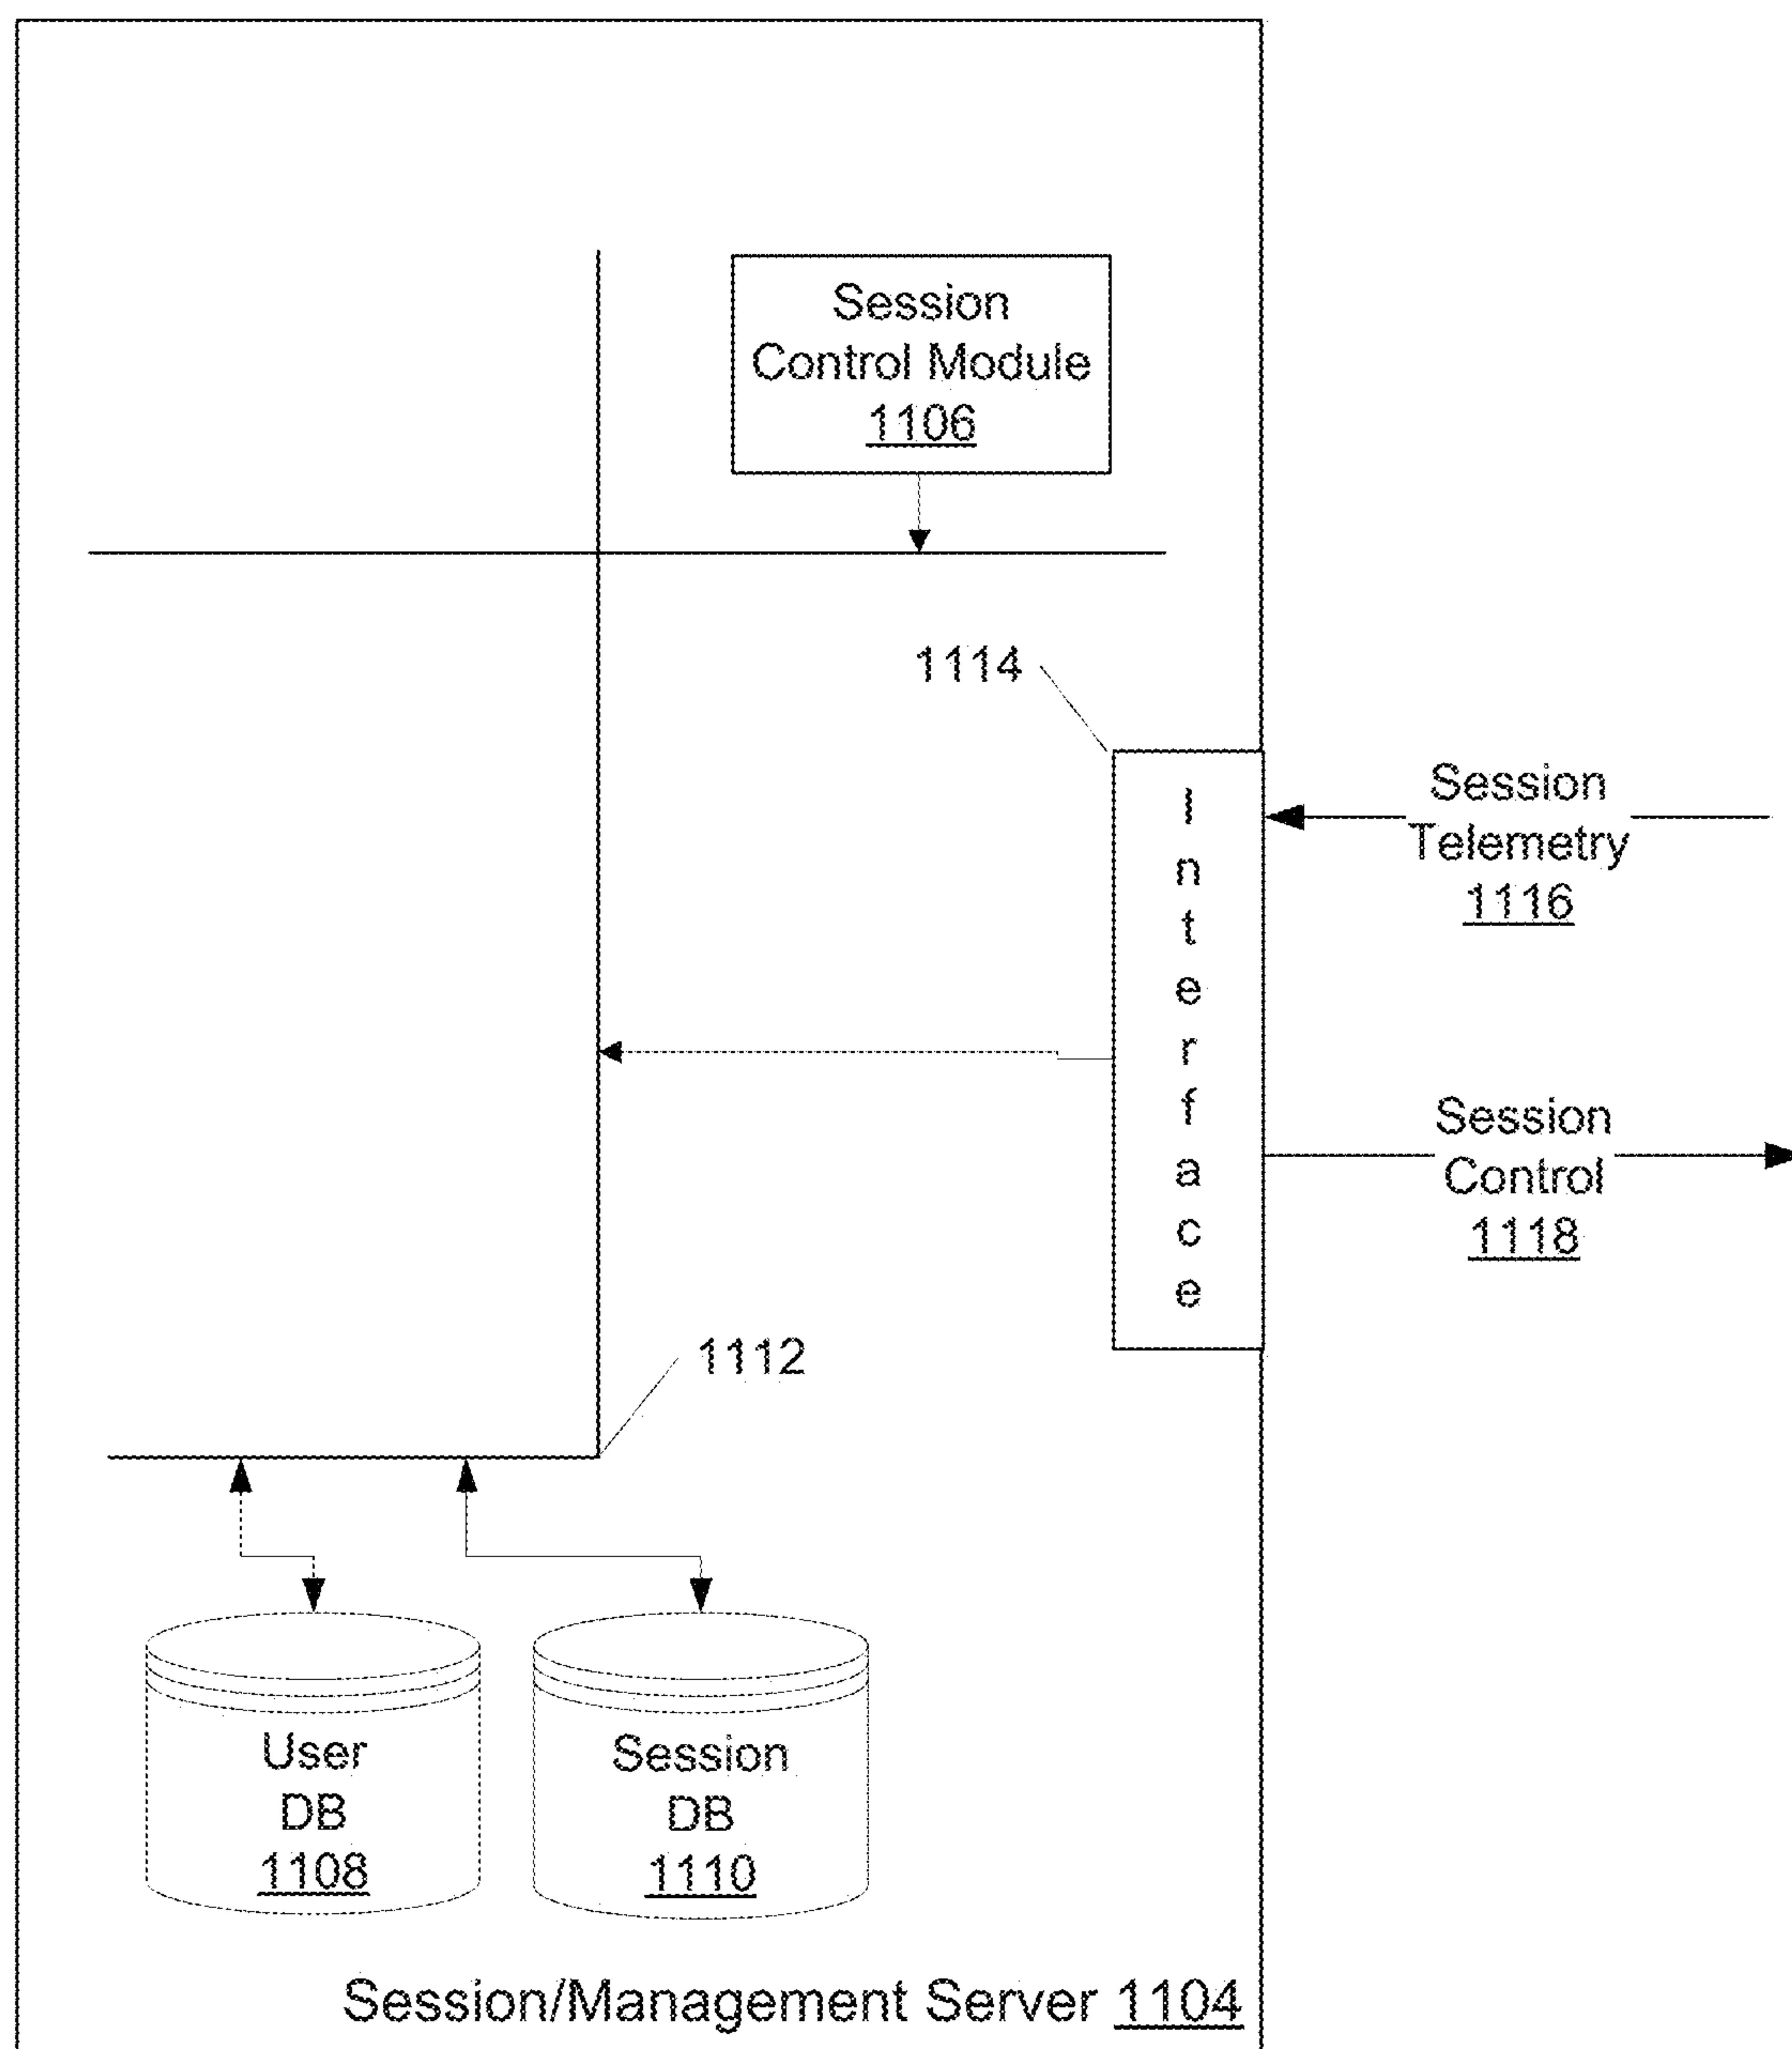 Session
Control Module
1106
1114
Session
Telemetry
1116
Interface
Session
Control
1118
1112
User
DB
1108
Session
DB
1110
Session/Management Server 1104